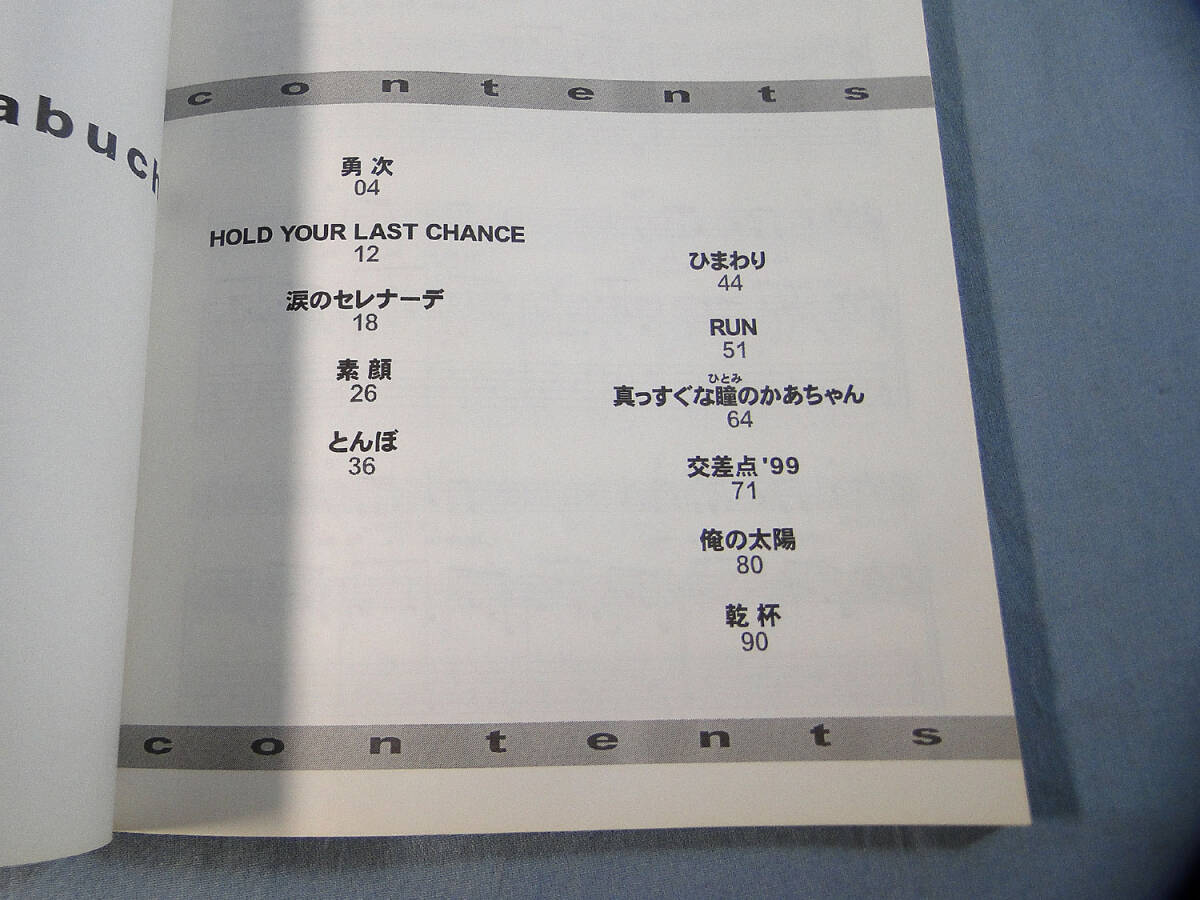 abuch
contents
勇次
04
HOLD YOUR LAST CHANCE
12
涙のセレナーデ
18
素顔
26
とんぼ
36
ひまわり
44
RUN
51
ひとみ
真っすぐな瞳のかあちゃん
64
交差点'99
71
俺の太陽
80
乾杯
90
contents